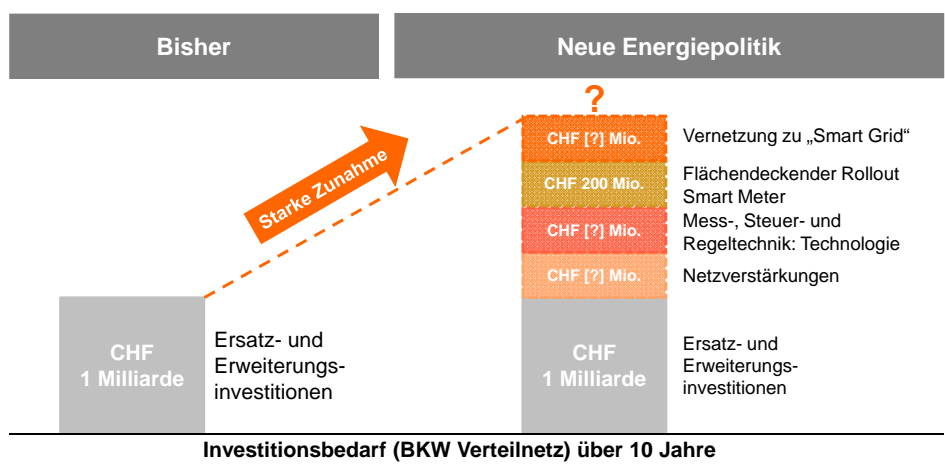 Bisher
Neue Energiepolitik
?
Starke Zunahme
CHF [?] Mio.
Vernetzung zu „Smart Grid“
CHF 200 Mio.
Flächendeckender Rollout
Smart Meter
CHF [?] Mio.
Mess-, Steuer- und
Regeltechnik: Technologie
CHF [?] Mio.
Netzverstärkungen
CHF
1 Milliarde
Ersatz- und
Erweiterungs-
investitionen
CHF
1 Milliarde
Ersatz- und
Erweiterungs-
investitionen
Investitionsbedarf (BKW Verteilnetz) über 10 Jahre